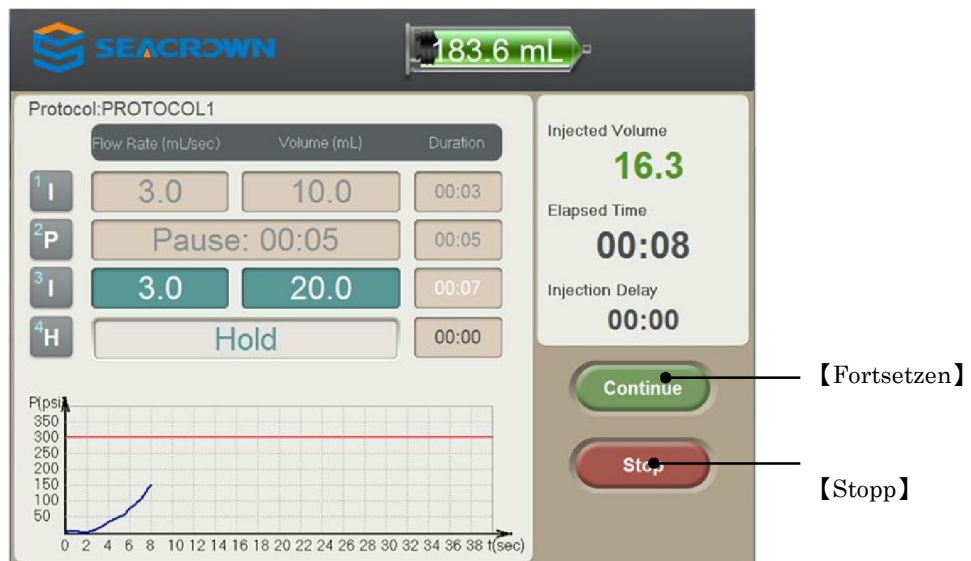 SEACROWN
183.6 mL
Protocol:PROTOCOL1
Flow Rate (mL/sec) Volume (mL) Duration
1 I 3.0 10.0 00:03
2 P Pause: 00:05 00:05
3 I 3.0 20.0 00:07
4 H Hold 00:00
Injected Volume
16.3
Elapsed Time
00:08
Injection Delay
00:00
Continue
【Fortsetzen】
Stop
【Stopp】
P(psi)
350
300
250
200
150
100
50
0 2 4 6 8 10 12 14 16 18 20 22 24 26 28 30 32 34 36 38 t(sec)